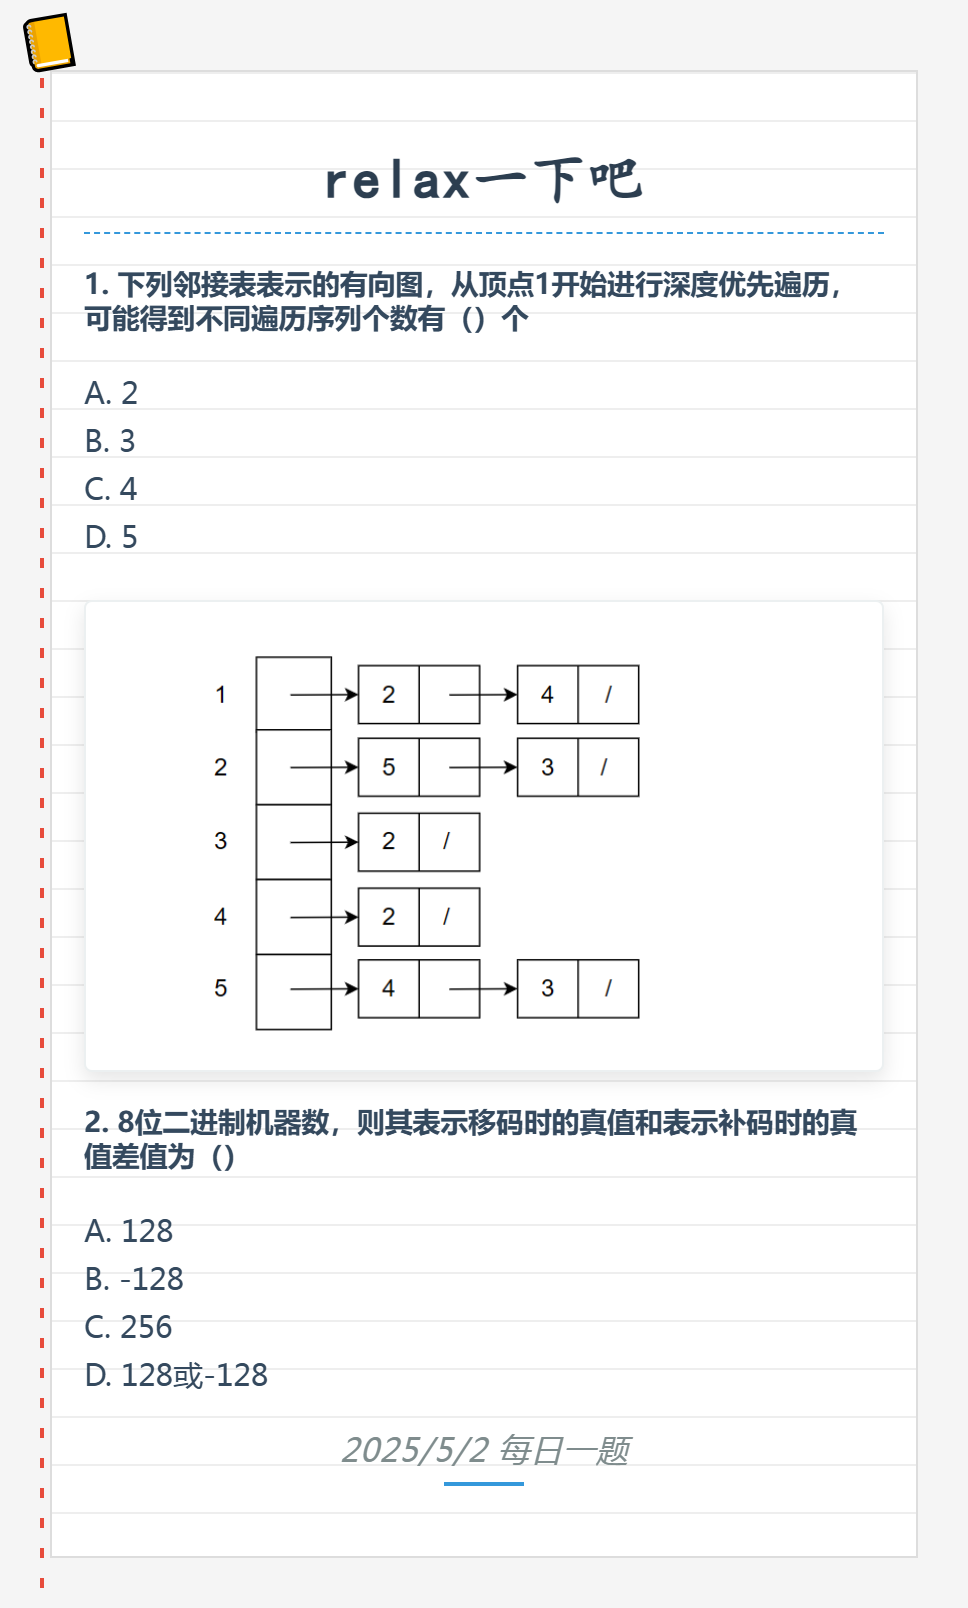 relax一下吧
1. 下列邻接表表示的有向图，从顶点1开始进行深度优先遍历，
可能得到不同遍历序列个数有（）个
A. 2
B. 3
C. 4
D. 5
1 2 4 /
2 5 3 /
3 2 /
4 2 /
5 4 3 /
2. 8位二进制机器数，则其表示移码时的真值和表示补码时的真
值差值为（）
A. 128
B. -128
C. 256
D. 128或-128
2025/5/2 每日一题